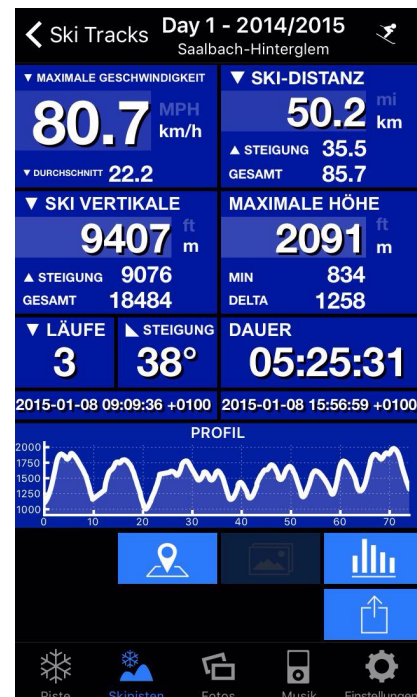 Ski Tracks
Day 1 - 2014/2015
Saalbach-Hinterglem
▼ MAXIMALE GESCHWINDIGKEIT
80.7 MPH km/h
▼ DURCHSCHNITT 22.2
▼ SKI-DISTANZ
50.2 mi km
▲ STEIGUNG 35.5
GESAMT 85.7
▼ SKI VERTIKALE
9407 ft m
▲ STEIGUNG 9076
GESAMT 18484
MAXIMALE HÖHE
2091 ft m
MIN 834
DELTA 1258
▼ LÄUFE
3
STEIGUNG
38°
DAUER
05:25:31
2015-01-08 09:09:36 +0100
2015-01-08 15:56:59 +0100
PROFIL
2000
1750
1500
1250
1000
0 10 20 30 40 50 60 70
Piste Skipisten Fotos Musik Einstellungen